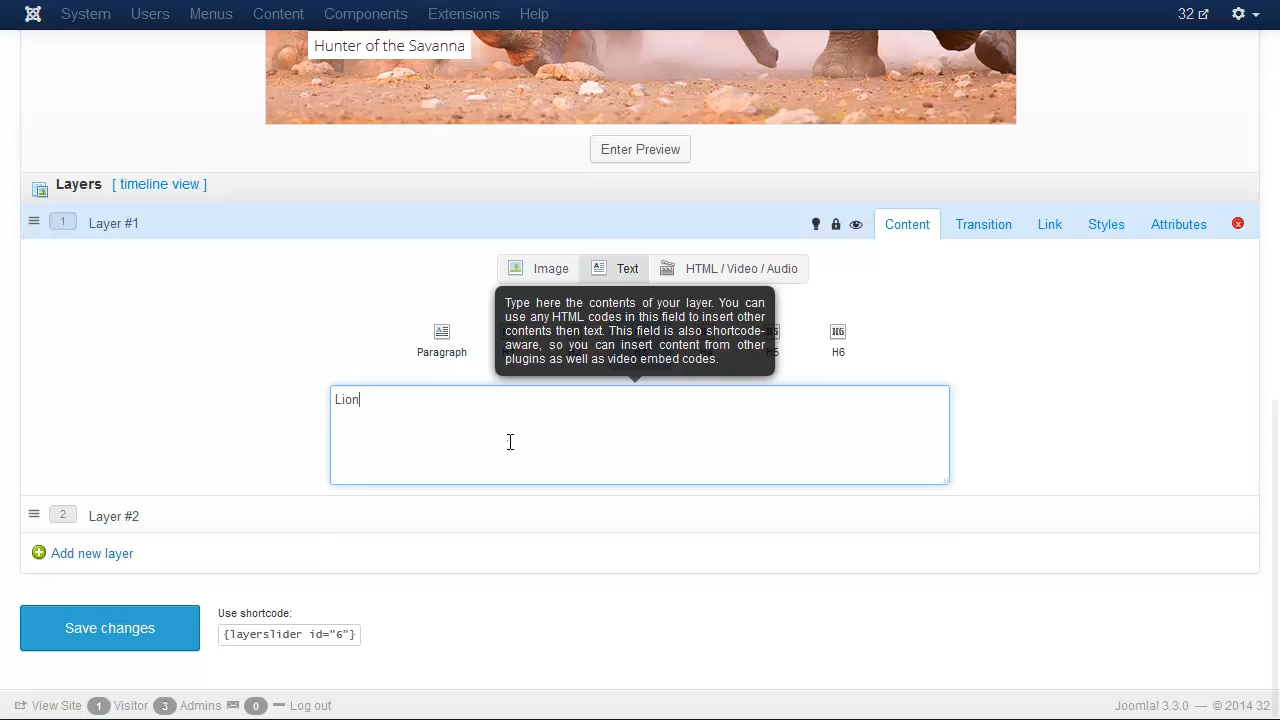 System Users Menus Content Components Extensions Help 32
Hunter of the Savanna
Enter Preview
Layers [ timeline view ]
1 Layer #1 Content Transition Link Styles Attributes
Image Text HTML / Video / Audio
Type here the contents of your layer. You can
use any HTML codes in this field to insert other
contents then text. This field is also shortcode-
aware, so you can insert content from other
plugins as well as video embed codes.
H6
Paragraph H5 H6
Lion
2 Layer #2
Add new layer
Save changes
Use shortcode:
{layerslider id="6"}
View Site 1 Visitor 3 Admins 0 Log out Joomla! 3.3.0 — © 2014 32